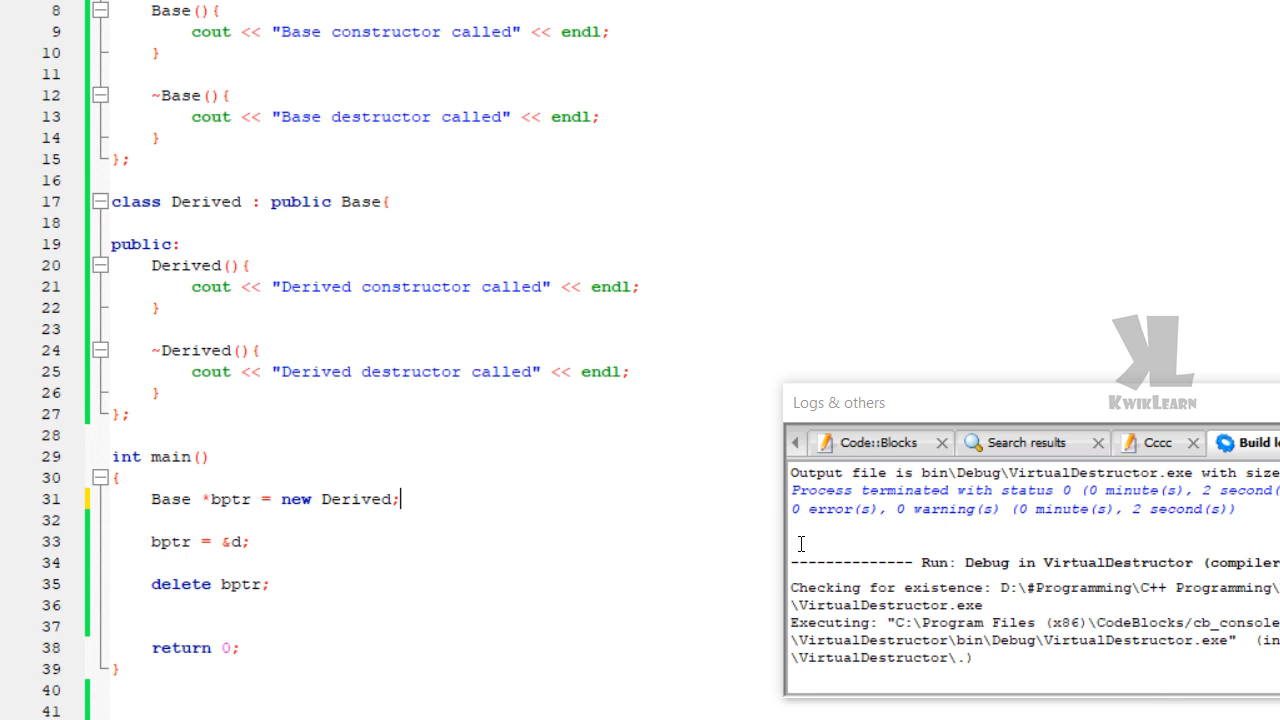 8 Base(){
9 cout << "Base constructor called" << endl;
10 }
11
12 ~Base(){
13 cout << "Base destructor called" << endl;
14 }
15 };
16
17 class Derived : public Base{
18
19 public:
20 Derived(){
21 cout << "Derived constructor called" << endl;
22 }
23
24 ~Derived(){
25 cout << "Derived destructor called" << endl;
26 }
27 };
28
29 int main()
30 {
31 Base *bptr = new Derived;
32
33 bptr = &d;
34
35 delete bptr;
36
37
38 return 0;
39 }
40
41
KL
KWIKLEARN
Logs & others
Code::Blocks Search results Cccc Build lo
Output file is bin\Debug\VirtualDestructor.exe with size
Process terminated with status 0 (0 minute(s), 2 second(
0 error(s), 0 warning(s) (0 minute(s), 2 second(s))
-------------- Run: Debug in VirtualDestructor (compiler
Checking for existence: D:\#Programming\C++ Programming\
\VirtualDestructor.exe
Executing: "C:\Program Files (x86)\CodeBlocks/cb_console
\VirtualDestructor\bin\Debug\VirtualDestructor.exe" (in
\VirtualDestructor\.)